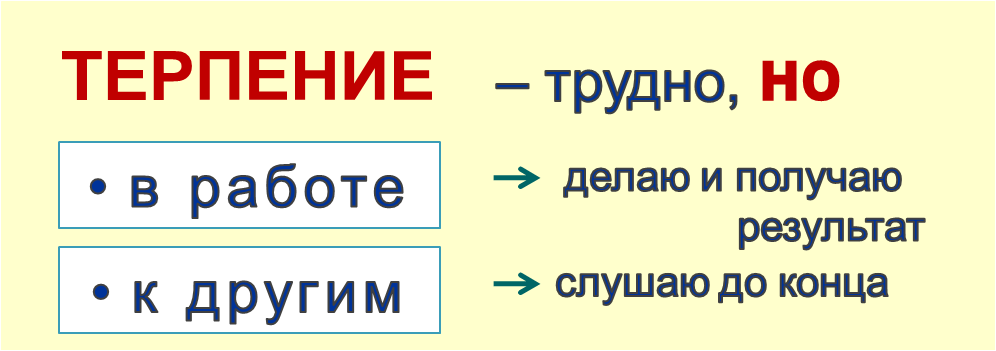 ТЕРПЕНИЕ – трудно, но
• в работе → делаю и получаю
результат
• к другим → слушаю до конца